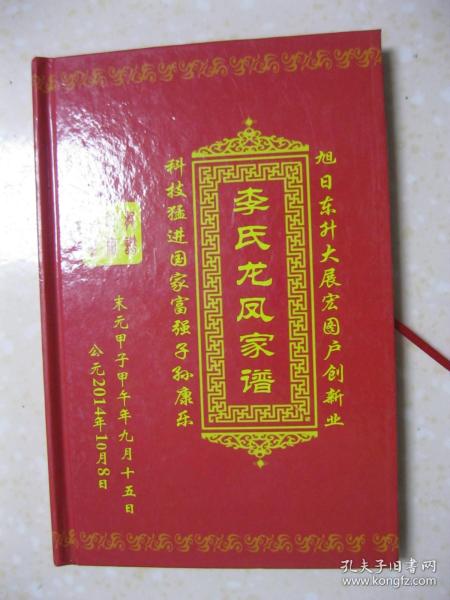 旭日东升大展宏图户创新业
李氏龙凤家谱
科技猛进国家富强子孙康乐
末元甲子甲午年九月十五日
公元2014年10月8日
孔夫子旧书网
www.kongfz.com